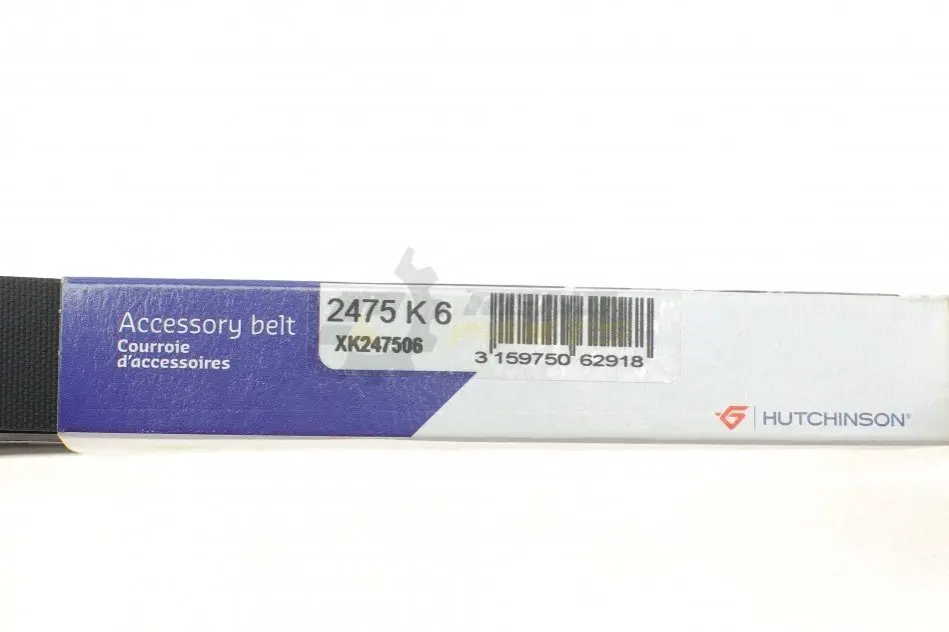 Accessory belt
Courroie
d'accessoires
2475 K 6
XK247506
3 159750 62918
HUTCHINSON®